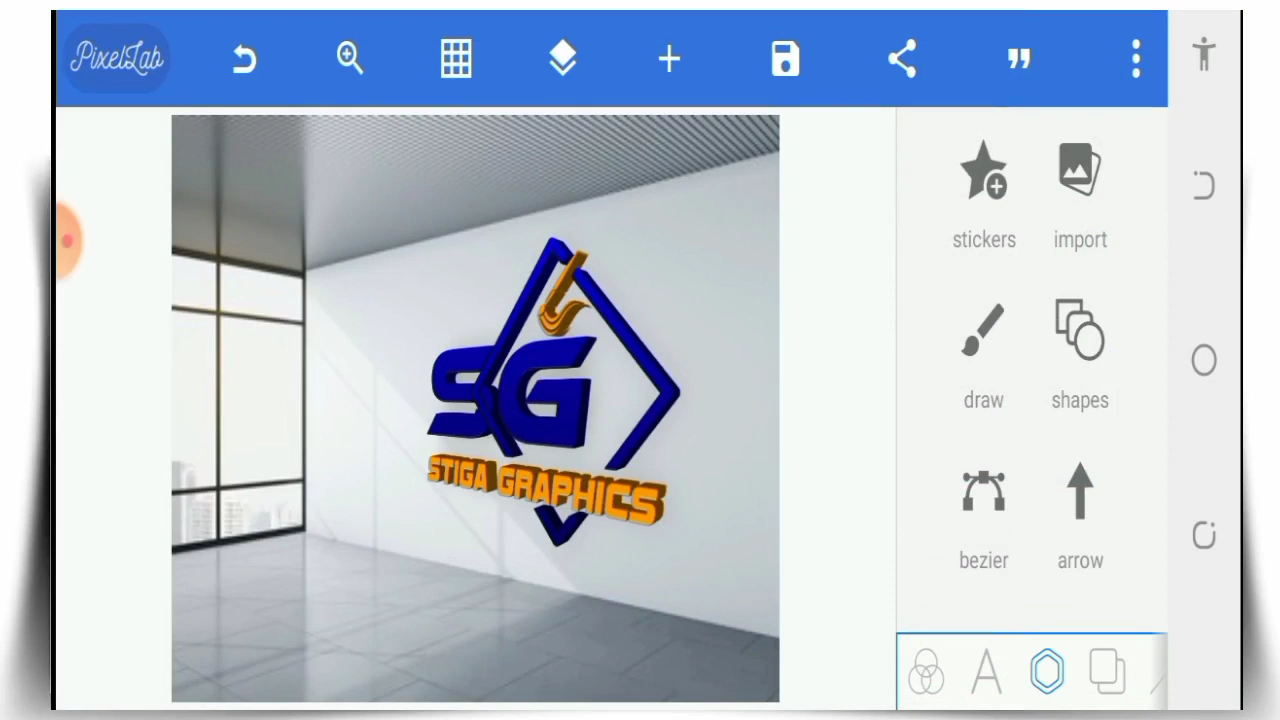 PixelLab
stickers
import
draw
shapes
SG
STIGA GRAPHICS
bezier
arrow